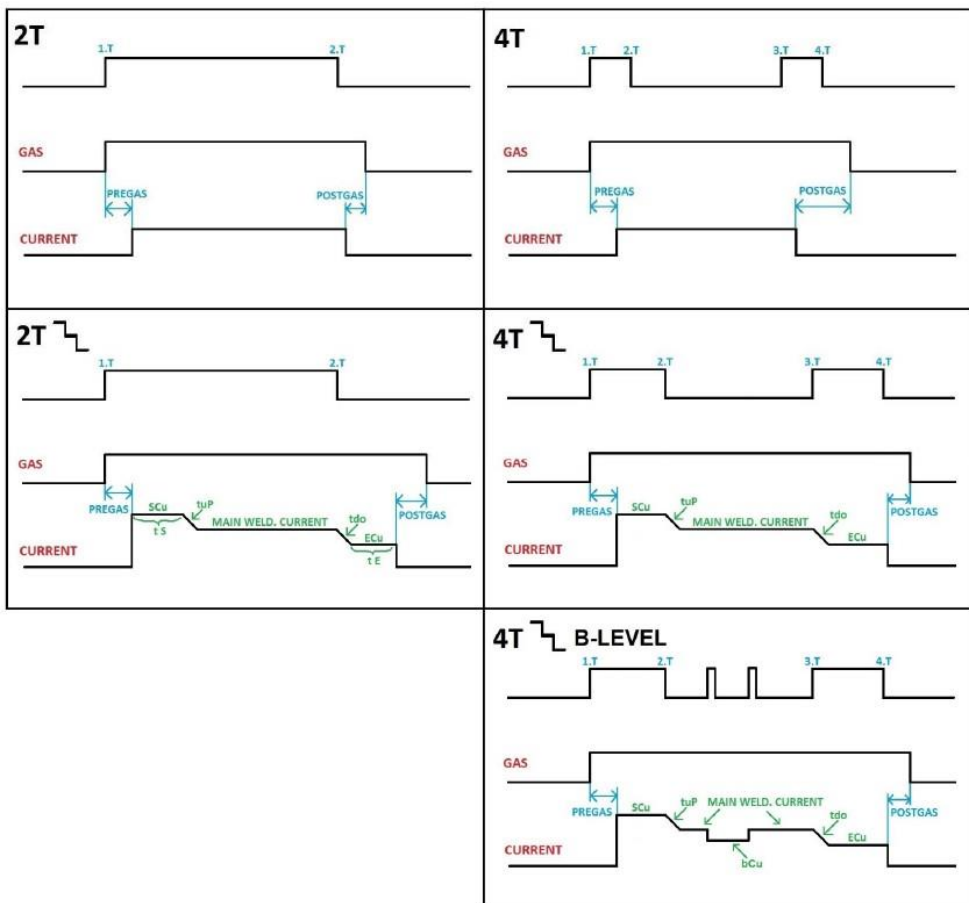 2T
1.T 2.T
GAS
PREGAS POSTGAS
CURRENT
4T
1.T 2.T 3.T 4.T
GAS
PREGAS POSTGAS
CURRENT
2T
1.T 2.T
GAS
PREGAS SCu tuP MAIN WELD. CURRENT tdo ECu POSTGAS
t S t E
CURRENT
4T
1.T 2.T 3.T 4.T
GAS
PREGAS SCu tuP MAIN WELD. CURRENT tdo ECu POSTGAS
CURRENT
4T B-LEVEL
1.T 2.T 3.T 4.T
GAS
PREGAS SCu tuP MAIN WELD. CURRENT tdo ECu POSTGAS
bCu
CURRENT